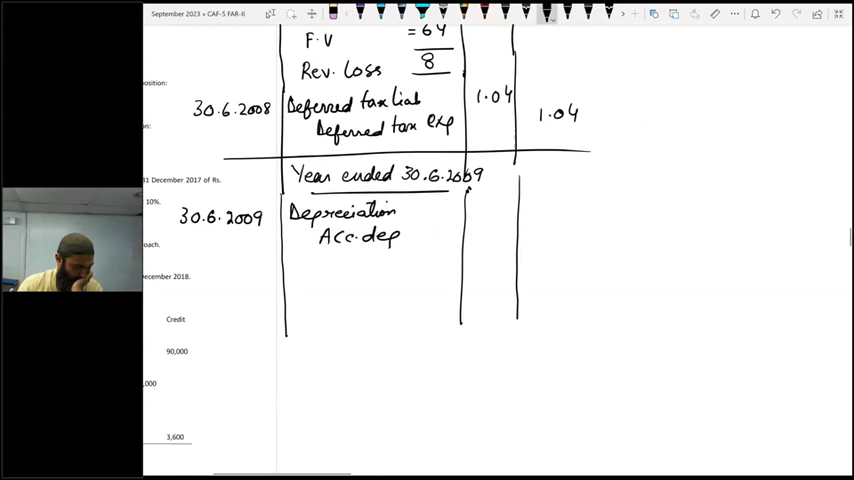 September 2023 » CAF-5 FAR-II
F.V = 64
Rev. Loss 8
osition:
30.6.2008 Deferred tax Liab 1.04
Deferred tax exp 1.04
on:
31 December 2017 of Rs.
Year ended 30.6.2009
10%.
30.6.2009 Depreciation
Acc.dep
oach.
ecember 2018.
Credit
90,000
,000
3,600